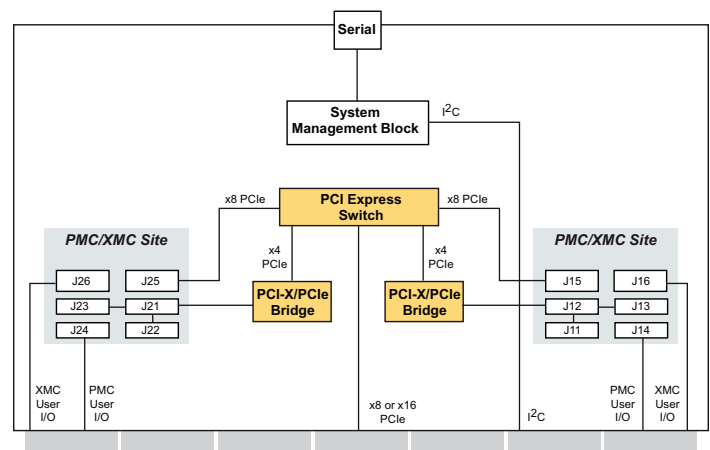 Serial
System
Management Block
I2C
x8 PCIe
PCI Express
Switch
x8 PCIe
PMC/XMC Site
x4
PCIe
x4
PCIe
PMC/XMC Site
J26
J25
J15
J16
PCI-X/PCIe
Bridge
PCI-X/PCIe
Bridge
J23
J21
J12
J13
J24
J22
J11
J14
XMC
User
I/O
PMC
User
I/O
x8 or x16
PCIe
I2C
PMC
User
I/O
XMC
User
I/O